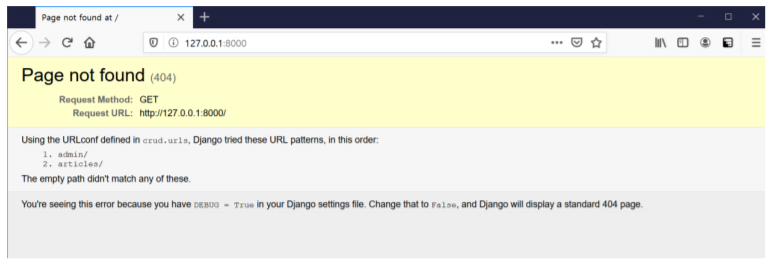 Page not found at /
127.0.0.1:8000
Page not found (404)
Request Method: GET
Request URL: http://127.0.0.1:8000/
Using the URLconf defined in crud.urls, Django tried these URL patterns, in this order:
1. admin/
2. articles/
The empty path didn't match any of these.
You're seeing this error because you have DEBUG = True in your Django settings file. Change that to False, and Django will display a standard 404 page.